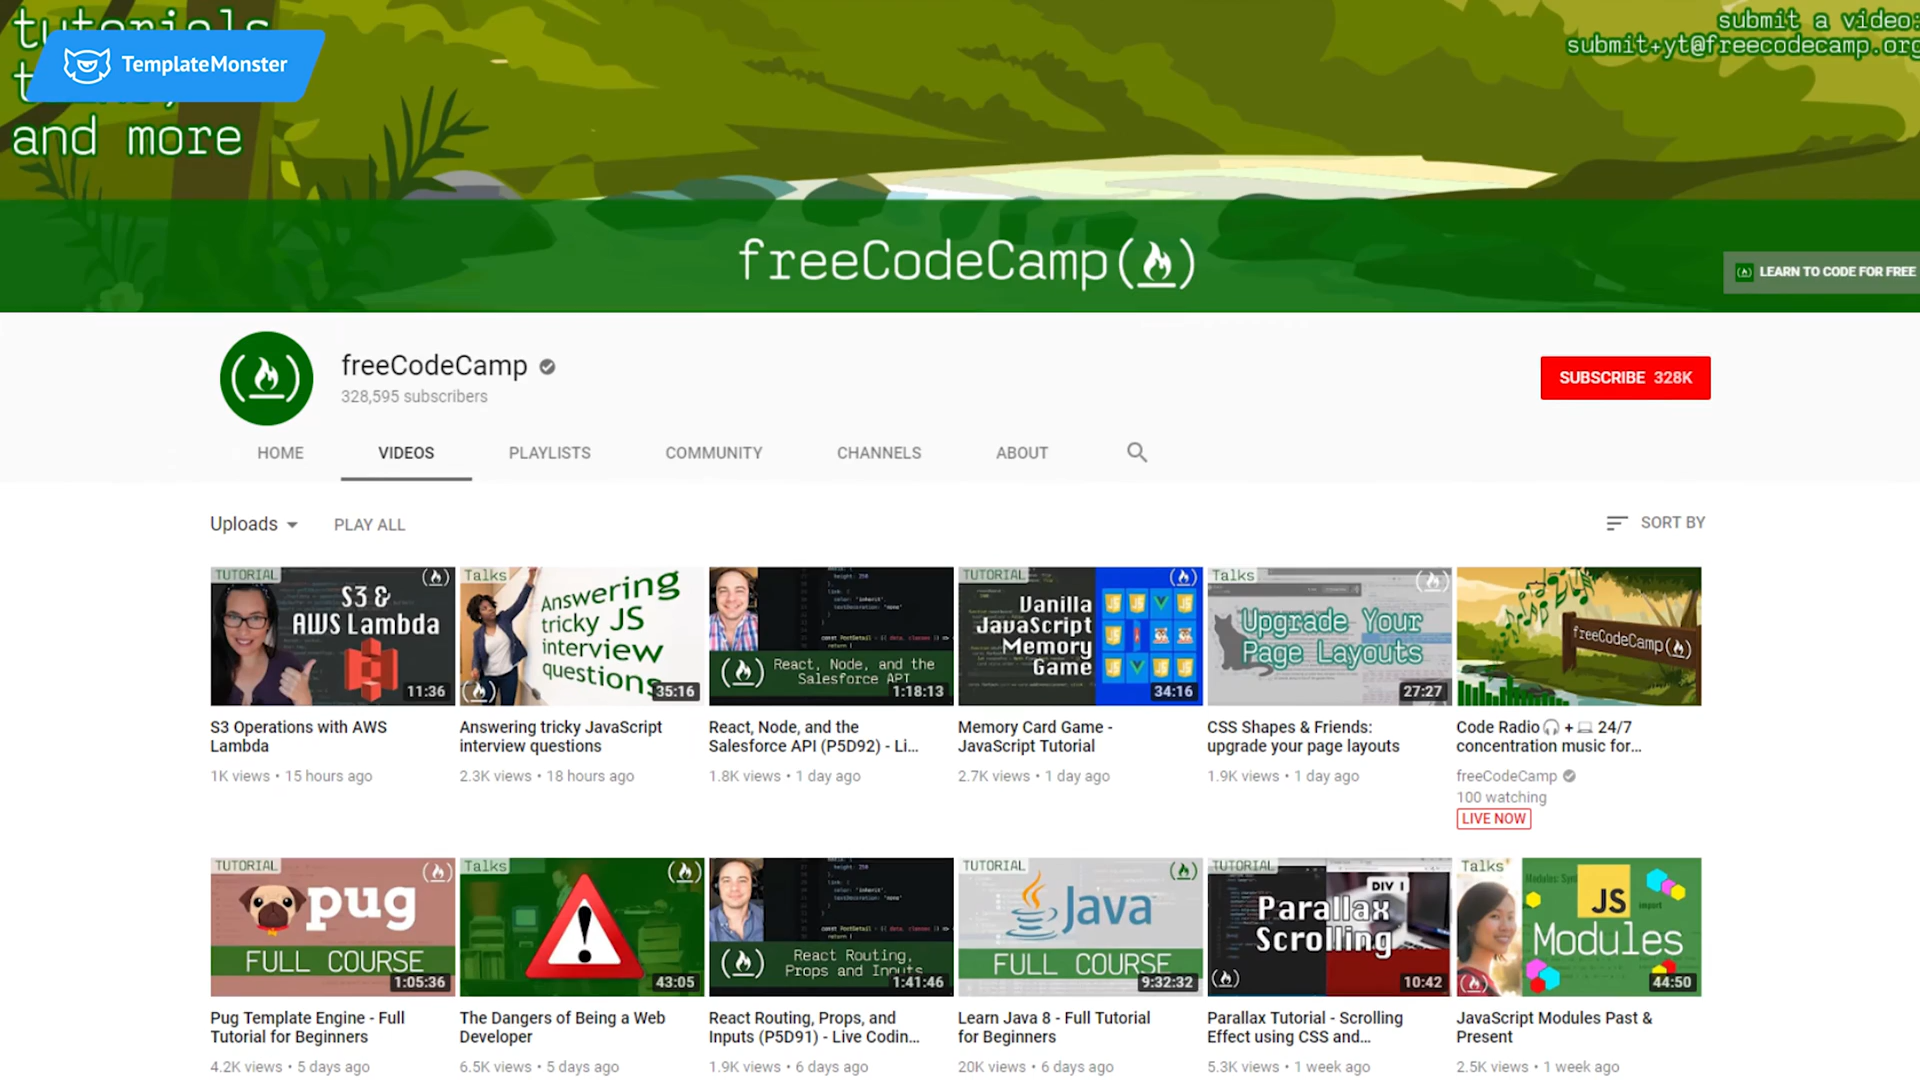 tutorials
TemplateMonster
and more
submit a video:
submit+yt@freecodecamp.org
freeCodeCamp(🔥)
LEARN TO CODE FOR FREE
freeCodeCamp
328,595 subscribers
SUBSCRIBE 328K
HOME VIDEOS PLAYLISTS COMMUNITY CHANNELS ABOUT
Uploads PLAY ALL SORT BY
TUTORIAL
S3 &
AWS Lambda
11:36
Talks
Answering
tricky JS
interview
questions
35:16
React, Node, and the
Salesforce API
1:18:13
TUTORIAL
Vanilla
JavaScript
Memory
Game
34:16
Talks
Upgrade Your
Page Layouts
27:27
freeCodeCamp
S3 Operations with AWS
Lambda
1K views • 15 hours ago
Answering tricky JavaScript
interview questions
2.3K views • 18 hours ago
React, Node, and the
Salesforce API (P5D92) - Li...
1.8K views • 1 day ago
Memory Card Game -
JavaScript Tutorial
2.7K views • 1 day ago
CSS Shapes & Friends:
upgrade your page layouts
1.9K views • 1 day ago
Code Radio🎧 + 💻 24/7
concentration music for...
freeCodeCamp
100 watching
LIVE NOW
TUTORIAL
pug
FULL COURSE
1:05:36
Talks
!
43:05
React Routing,
Props and Inputs
1:41:46
TUTORIAL
Java
FULL COURSE
9:32:32
TUTORIAL
DIV 1
Parallax
Scrolling
10:42
Talks
JS
import
Modules
44:50
Pug Template Engine - Full
Tutorial for Beginners
4.2K views • 5 days ago
The Dangers of Being a Web
Developer
6.5K views • 5 days ago
React Routing, Props, and
Inputs (P5D91) - Live Codin...
1.9K views • 6 days ago
Learn Java 8 - Full Tutorial
for Beginners
20K views • 6 days ago
Parallax Tutorial - Scrolling
Effect using CSS and...
5.3K views • 1 week ago
JavaScript Modules Past &
Present
2.5K views • 1 week ago